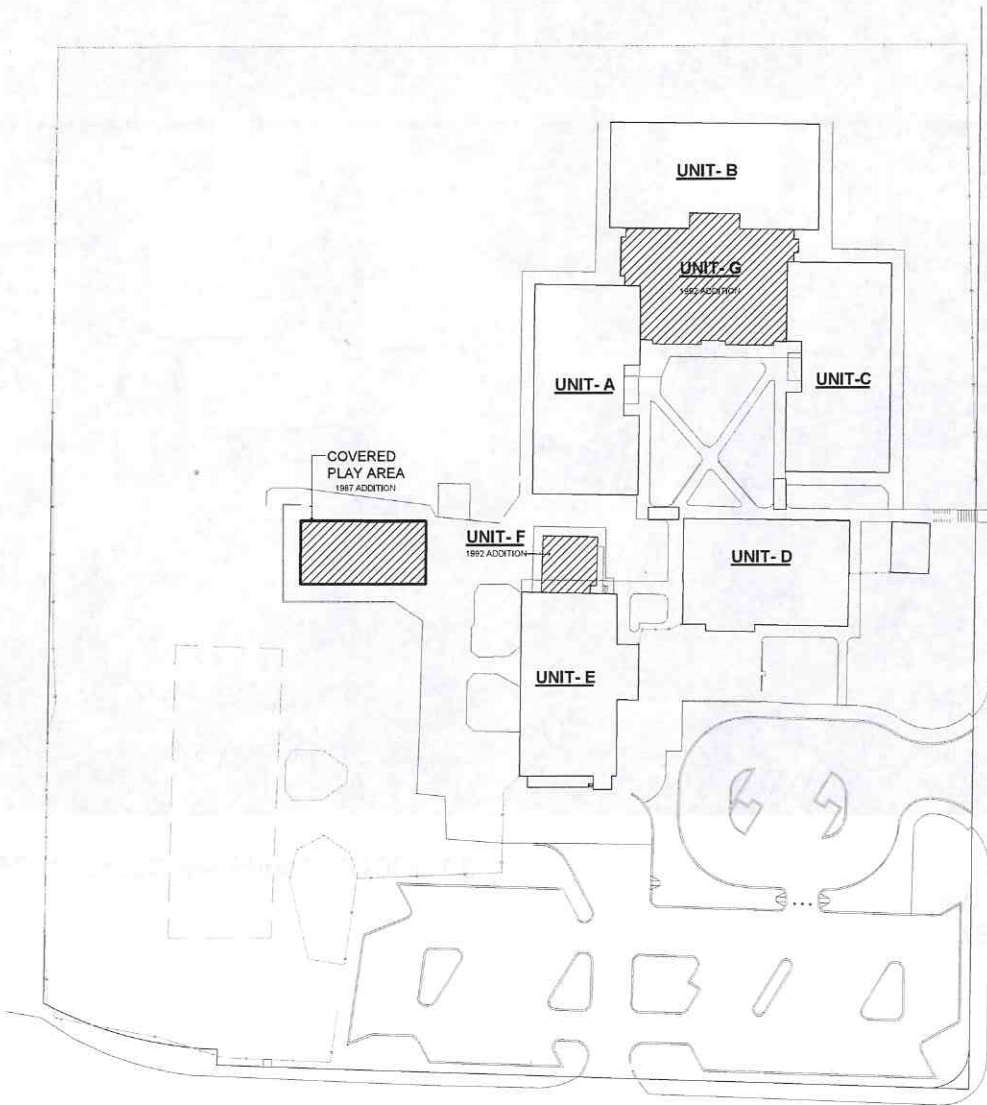 UNIT- B
UNIT- G
1992 ADDITION
UNIT- A
UNIT-C
COVERED
PLAY AREA
1987 ADDITION
UNIT- F
1992 ADDITION
UNIT- D
UNIT- E